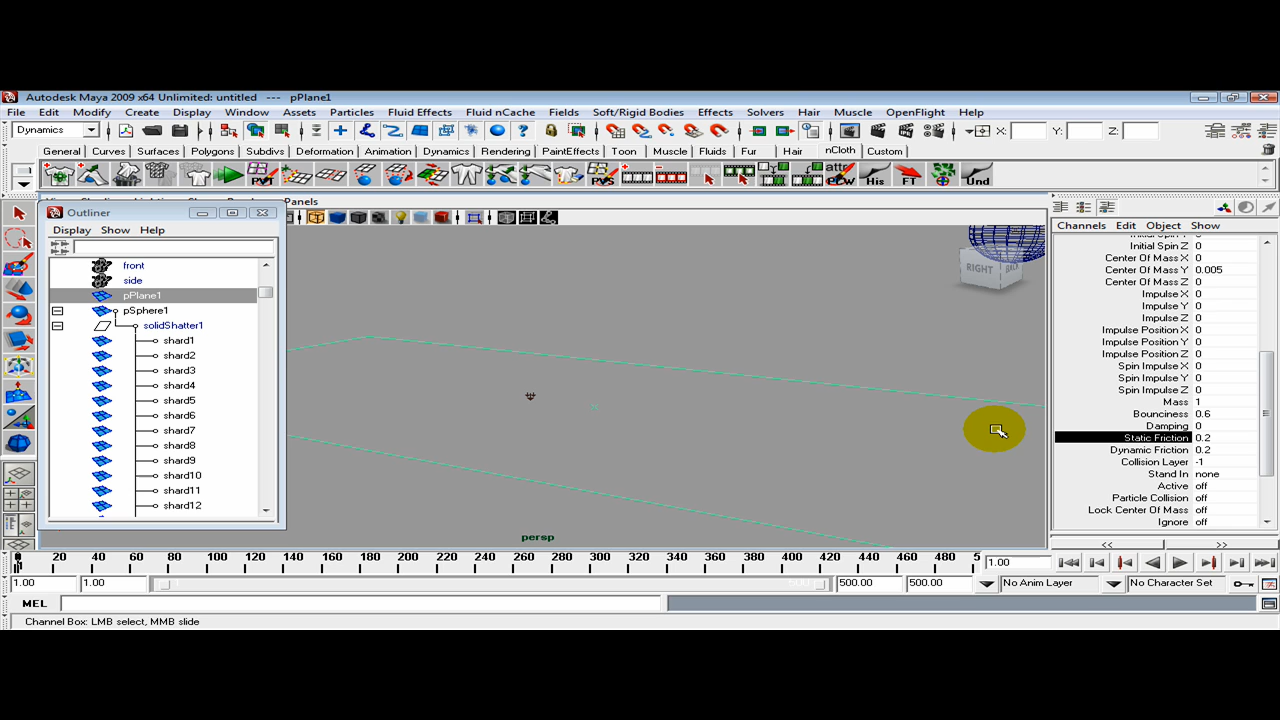 Autodesk Maya 2009 x64 Unlimited: untitled --- pPlane1
File Edit Modify Create Display Window Assets Particles Fluid Effects Fluid nCache Fields Soft/Rigid Bodies Effects Solvers Hair Muscle OpenFlight Help
Dynamics X: Y: Z:
General Curves Surfaces Polygons Subdivs Deformation Animation Dynamics Rendering PaintEffects Toon Muscle Fluids Fur Hair nCloth Custom
PVT PVS His FT Und
Panels
Outliner
Display Show Help
front
side
pPlane1
pSphere1
solidShatter1
shard1
shard2
shard3
shard4
shard5
shard6
shard7
shard8
shard9
shard10
shard11
shard12
RIGHT BACK
persp
Channels Edit Object Show
Initial Spin Z 0
Center Of Mass X 0
Center Of Mass Y 0.005
Center Of Mass Z 0
Impulse X 0
Impulse Y 0
Impulse Z 0
Impulse Position X 0
Impulse Position Y 0
Impulse Position Z 0
Spin Impulse X 0
Spin Impulse Y 0
Spin Impulse Z 0
Mass 1
Bounciness 0.6
Damping 0
Static Friction 0.2
Dynamic Friction 0.2
Collision Layer -1
Stand In none
Active off
Particle Collision off
Lock Center Of Mass off
Ignore off
<< >>
20 40 60 80 100 120 140 160 180 200 220 240 260 280 300 320 340 360 380 400 420 440 460 480 1.00
1.00 1.00 500.00 500.00 No Anim Layer No Character Set
MEL
Channel Box: LMB select, MMB slide